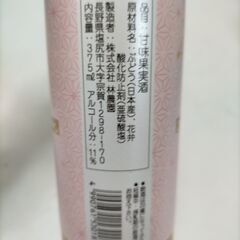 品目：甘味果実酒
原材料名：ぶどう（日本産）、花弁
酸化防止剤（亜硫酸塩）
製造者：株式会社 林農園
長野県塩尻市大字宗賀1298-170
内容量：375㎖ アルコール分：11％